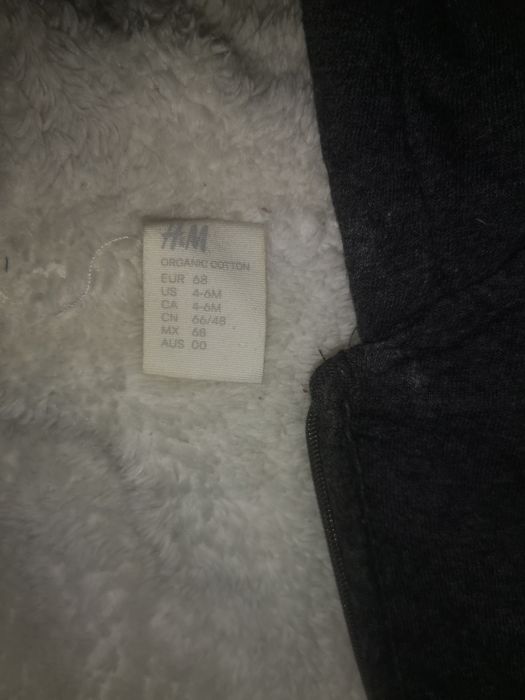 H&M
ORGANIC COTTON
EUR 68
US 4-6M
CA 4-6M
CN 66/48
MX 68
AUS 00